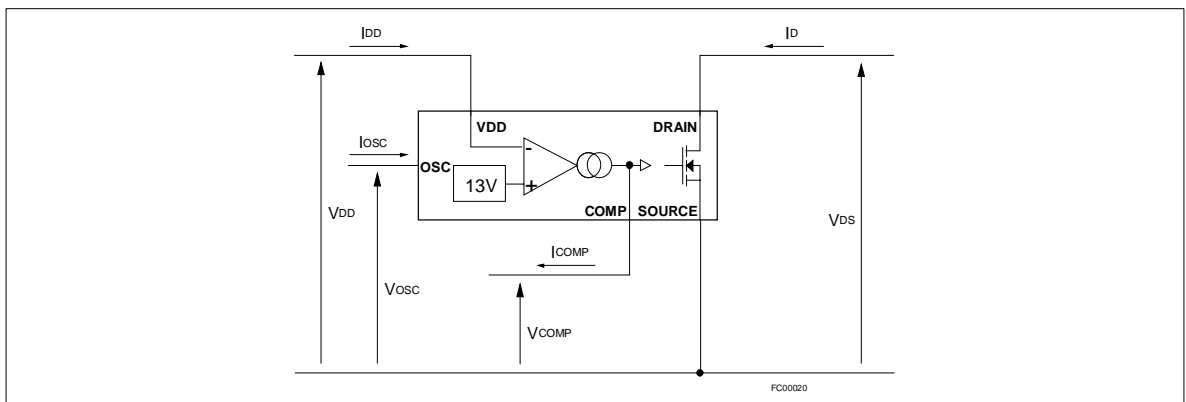 IDD
ID
VDD
DRAIN
IOSC
OSC
-
13V
+
COMP
SOURCE
VDD
VDS
ICOMP
VOSC
VCOMP
FC00020